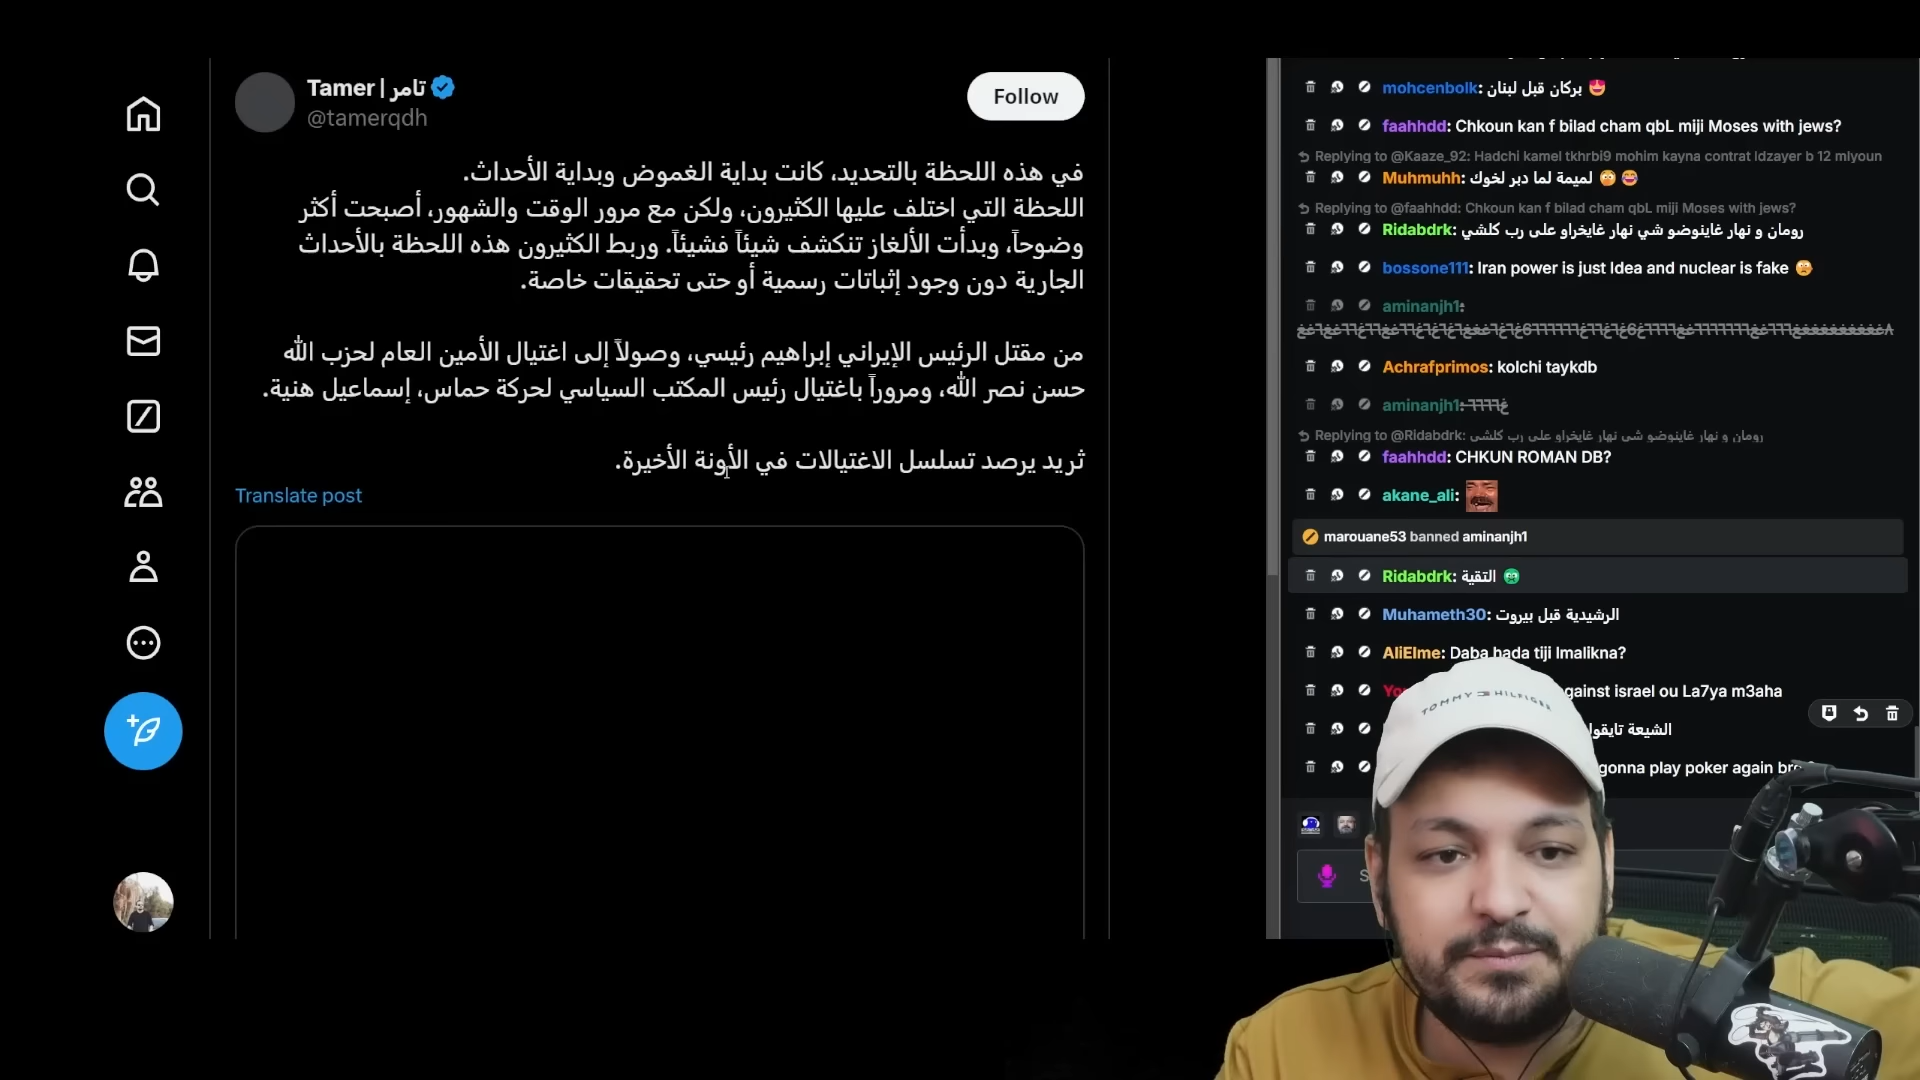 Tamer | تامر
@tamerqdh
Follow
في هذه اللحظة بالتحديد، كانت بداية الغموض وبداية الأحداث.
اللحظة التي اختلف عليها الكثيرون، ولكن مع مرور الوقت والشهور، أصبحت أكثر
وضوحاً، وبدأت الألغاز تنكشف شيئاً فشيئاً. وربط الكثيرون هذه اللحظة بالأحداث
الجارية دون وجود إثباتات رسمية أو حتى تحقيقات خاصة.
من مقتل الرئيس الإيراني إبراهيم رئيسي، وصولاً إلى اغتيال الأمين العام لحزب الله
حسن نصر الله، ومروراً باغتيال رئيس المكتب السياسي لحركة حماس، إسماعيل هنية.
ثريد يرصد تسلسل الاغتيالات في الأونة الأخيرة.
Translate post
mohcenbolk: بركان قبل لبنان
faahhdd: Chkoun kan f bilad cham qbL miji Moses with jews?
Replying to @Kaaze_92: Hadchi kamel tkhrbi9 mohim kayna contrat ldzayer b 12 mlyoun
Muhmuhh: لميمة لما دبر لخوك
Replying to @faahhdd: Chkoun kan f bilad cham qbL miji Moses with jews?
Ridabdrk: رومان و نهار غاينوضو شي نهار غايخراو على رب كلشي
bossone111: Iran power is just Idea and nuclear is fake
aminanjh1:
Achrafprimos: kolchi taykdb
aminanjh1:
Replying to @Ridabdrk: رومان و نهار غاينوضو شي نهار غايخراو على رب كلشي
faahhdd: CHKUN ROMAN DB?
akane_ali:
marouane53 banned aminanjh1
Ridabdrk: التقية
Muhameth30: الرشيدية قبل بيروت
AliElme: Daba hada tiji lmalikna?
against israel ou La7ya m3aha
الشيعة تايقولو
gonna play poker again
TOMMY HILFIGER